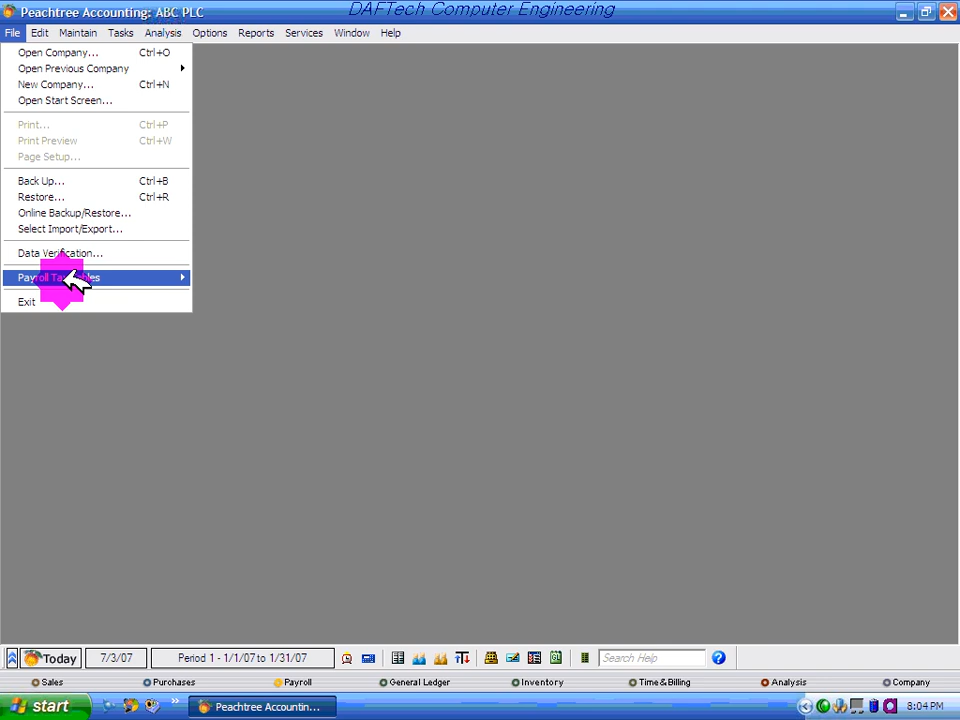 Peachtree Accounting: ABC PLC
DAFTech Computer Engineering
File Edit Maintain Tasks Analysis Options Reports Services Window Help
Open Company... Ctrl+O
Open Previous Company
New Company... Ctrl+N
Open Start Screen...
Print... Ctrl+P
Print Preview Ctrl+W
Page Setup...
Back Up... Ctrl+B
Restore... Ctrl+R
Online Backup/Restore...
Select Import/Export...
Data Verification...
Payroll Tax Tables
Exit
Today 7/3/07 Period 1 - 1/1/07 to 1/31/07 Search Help
Sales Purchases Payroll General Ledger Inventory Time & Billing Analysis Company
start Peachtree Accountin... 8:04 PM